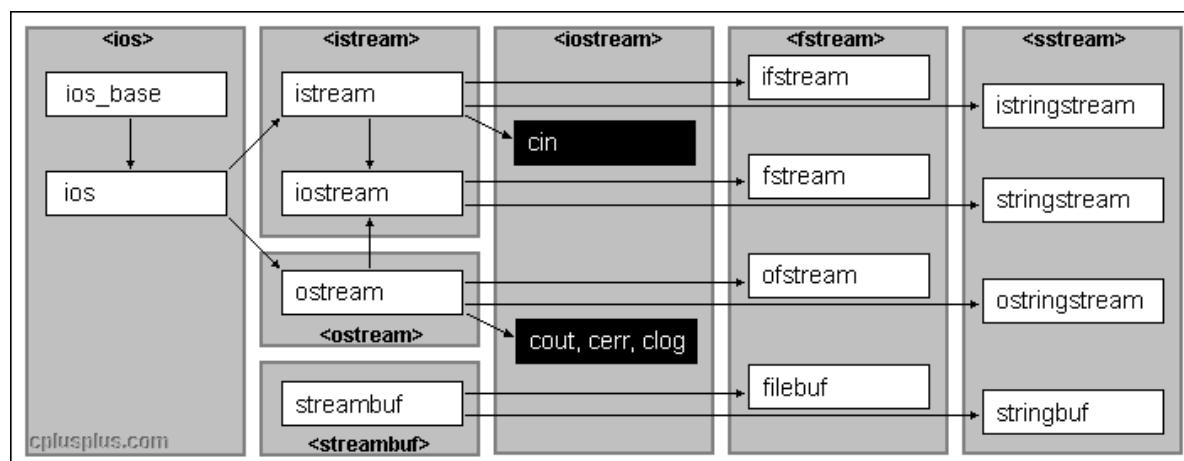 <ios>
ios_base
ios
<istream>
istream
iostream
ostream
<ostream>
streambuf
<streambuf>
<iostream>
cin
cout, cerr, clog
<fstream>
ifstream
fstream
ofstream
filebuf
<sstream>
istringstream
stringstream
ostringstream
stringbuf
cplusplus.com